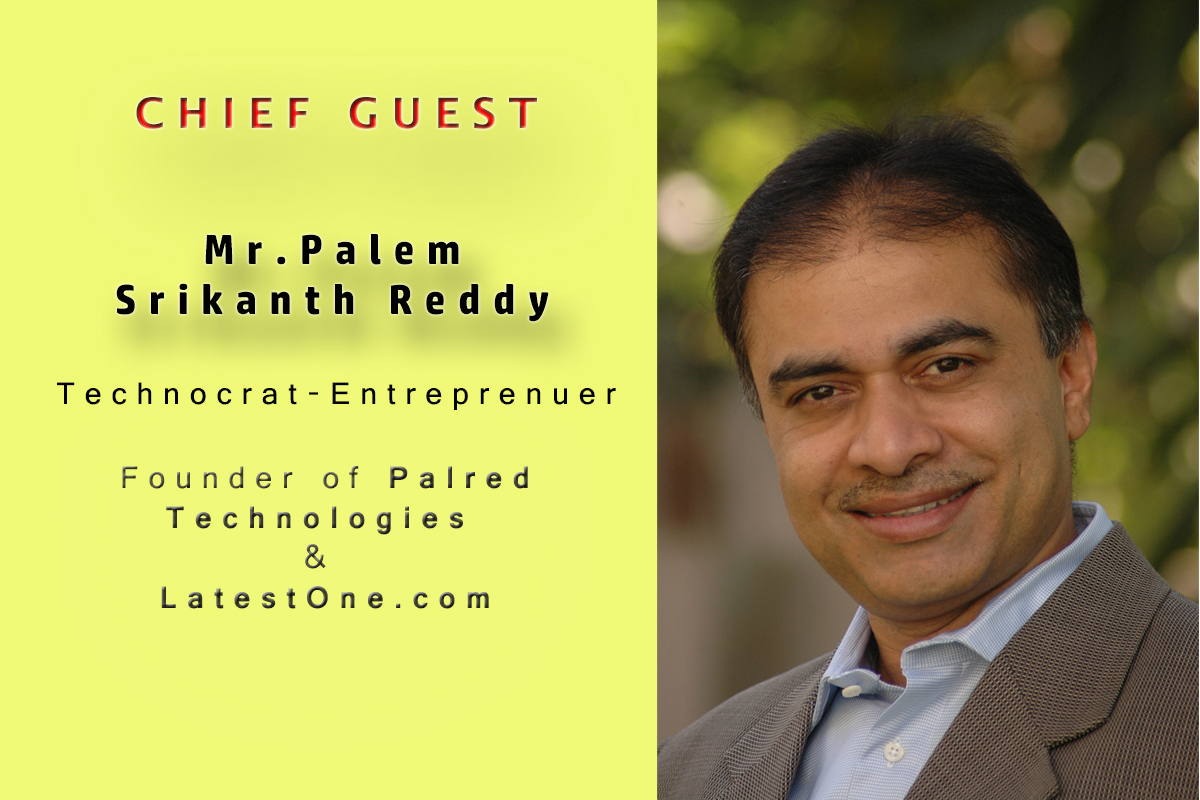 CHIEF GUEST
Mr.Palem
Srikanth Reddy
Technocrat-Entreprenuer
Founder of Palred
Technologies
&
LatestOne.com